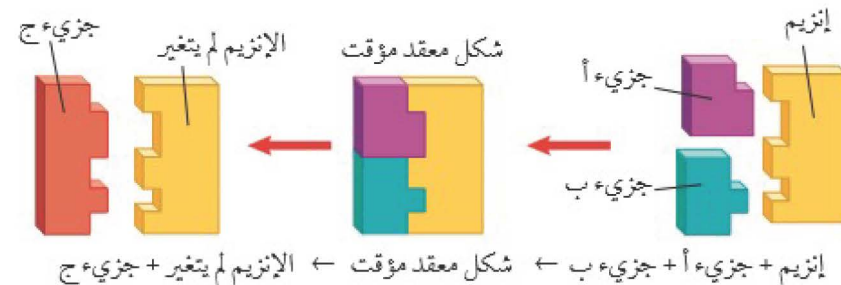 إنزيم
جزيء أ
جزيء ب
شكل معقد مؤقت
الإنزيم لم يتغير
جزيء ج
إنزيم + جزيء أ + جزيء ب ← شكل معقد مؤقت ← الإنزيم لم يتغير + جزيء ج